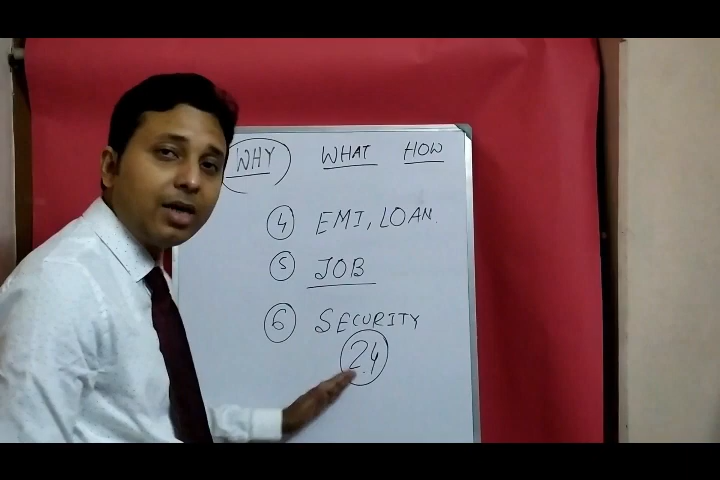 WHY WHAT HOW
4 EMI, LOAN.
5 JOB
6 SECURITY
24